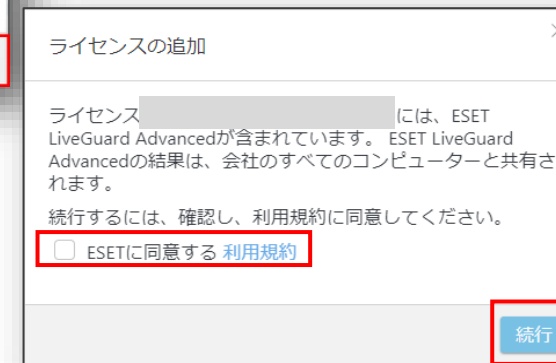 ライセンスの追加
ライセンス には、ESET
LiveGuard Advancedが含まれています。 ESET LiveGuard
Advancedの結果は、会社のすべてのコンピューターと共有さ
れます。
続行するには、確認し、利用規約に同意してください。
ESETに同意する 利用規約
続行